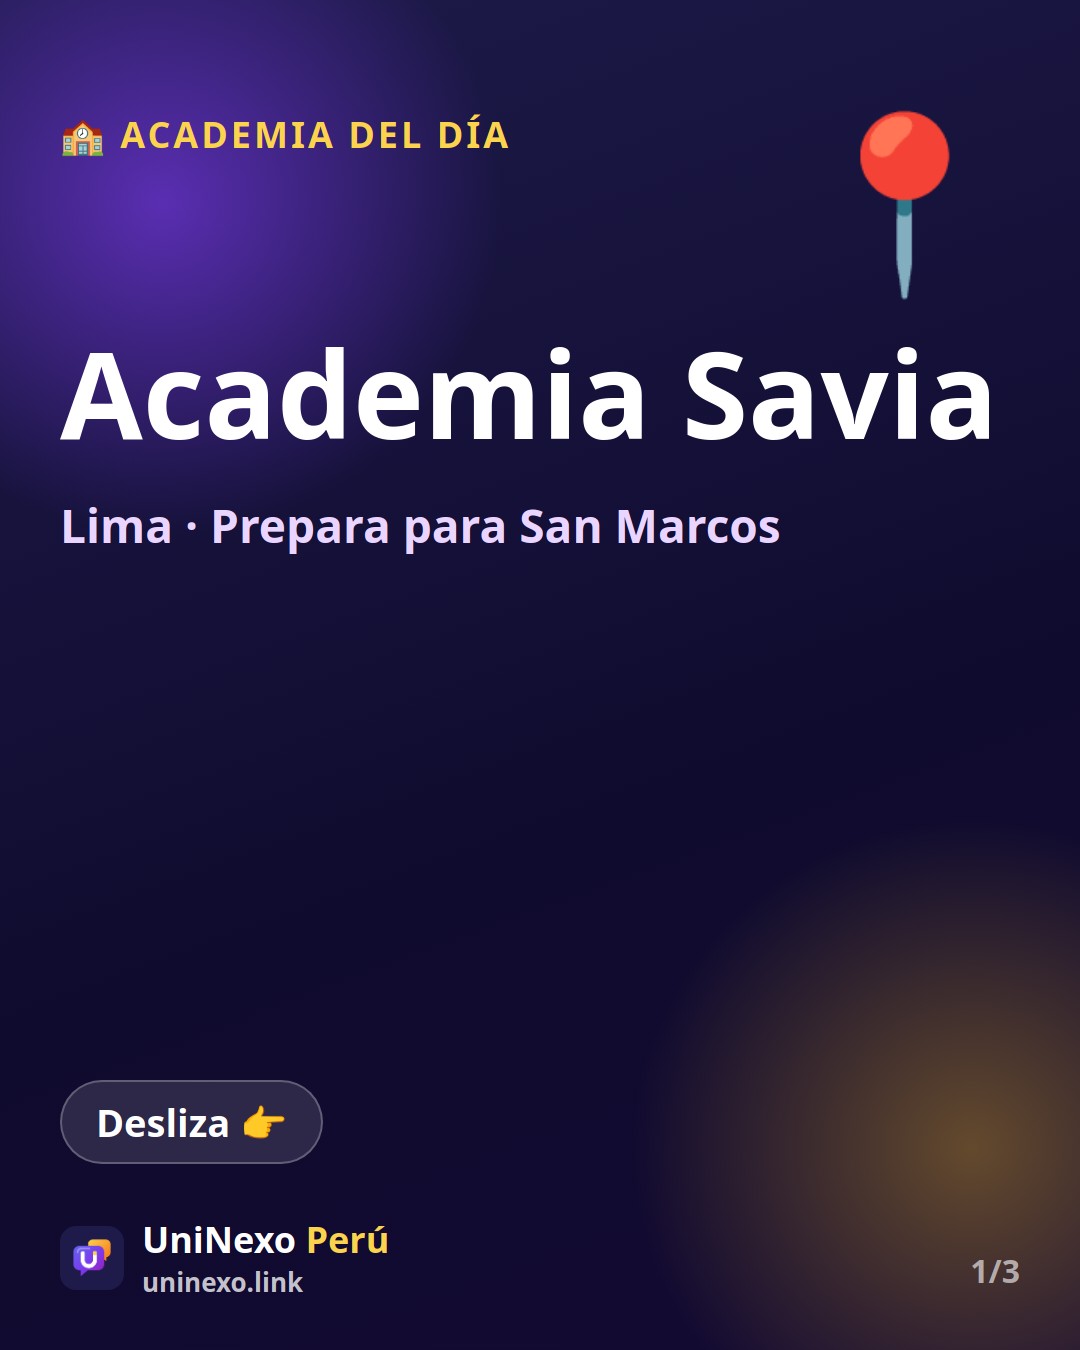 ACADEMIA DEL DÍA
Academia Savia
Lima · Prepara para San Marcos
Desliza 👉
UniNexo Perú
uninexo.link
1/3